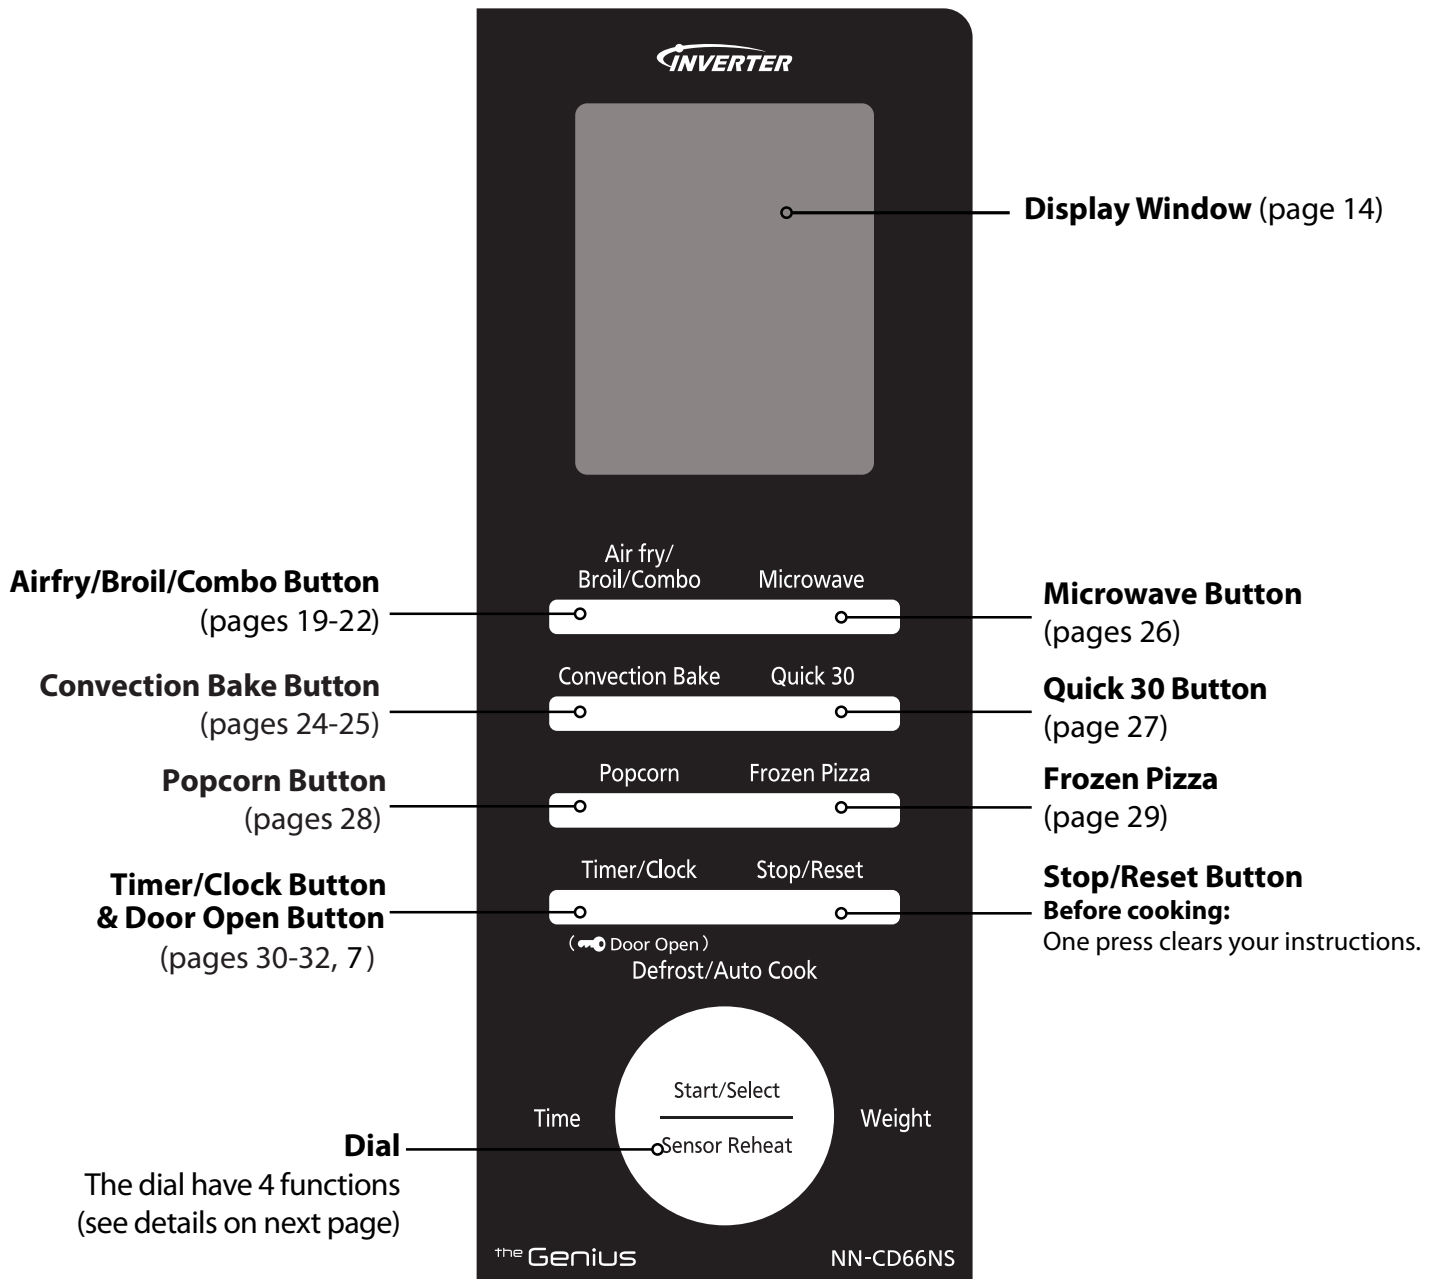 INVERTER
Display Window (page 14)
Air fry/
Broil/Combo
Microwave
Airfry/Broil/Combo Button
(pages 19-22)
Microwave Button
(pages 26)
Convection Bake
Quick 30
Convection Bake Button
(pages 24-25)
Quick 30 Button
(page 27)
Popcorn
Frozen Pizza
Popcorn Button
(pages 28)
Frozen Pizza
(page 29)
Timer/Clock
Stop/Reset
Timer/Clock Button
& Door Open Button
(pages 30-32, 7)
Stop/Reset Button
Before cooking:
One press clears your instructions.
(Door Open)
Defrost/Auto Cook
Start/Select
Time
Weight
Sensor Reheat
Dial
The dial have 4 functions
(see details on next page)
the Genius
NN-CD66NS